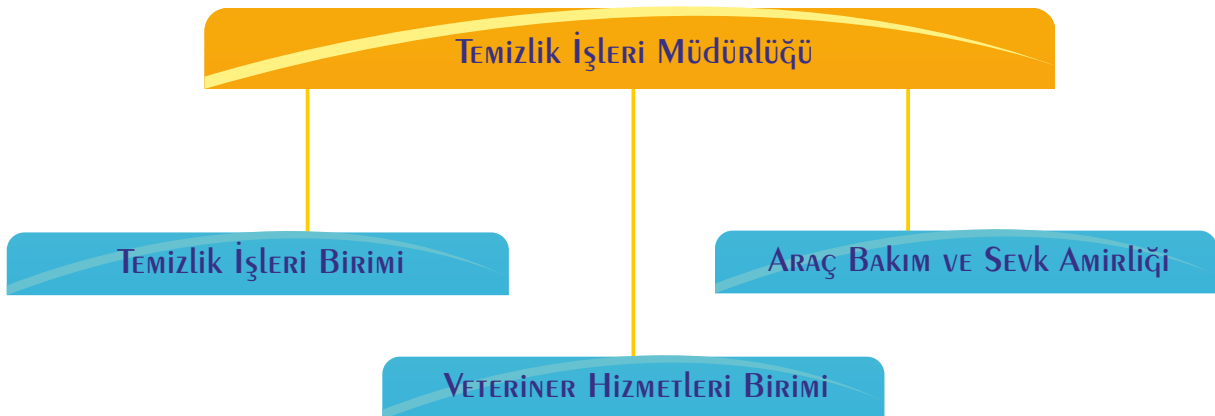 Temizlik İşleri Müdürlüğü
Temizlik İşleri Birimi
Araç Bakım ve Sevk Amirliği
Veteriner Hizmetleri Birimi